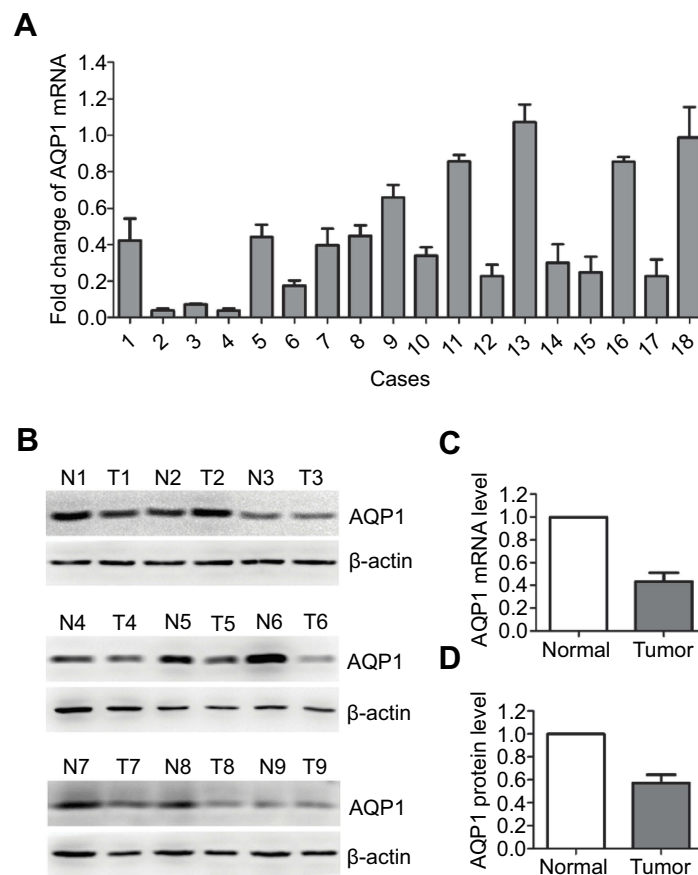 A
Fold change of AQP1 mRNA
1.4
1.2
1.0
0.8
0.6
0.4
0.2
0.0
1 2 3 4 5 6 7 8 9 10 11 12 13 14 15 16 17 18
Cases
B
N1 T1 N2 T2 N3 T3
AQP1
β-actin
N4 T4 N5 T5 N6 T6
AQP1
β-actin
N7 T7 N8 T8 N9 T9
AQP1
β-actin
C
AQP1 mRNA level
1.2
1.0
0.8
0.6
0.4
0.2
0.0
Normal Tumor
D
AQP1 protein level
1.2
1.0
0.8
0.6
0.4
0.2
0.0
Normal Tumor